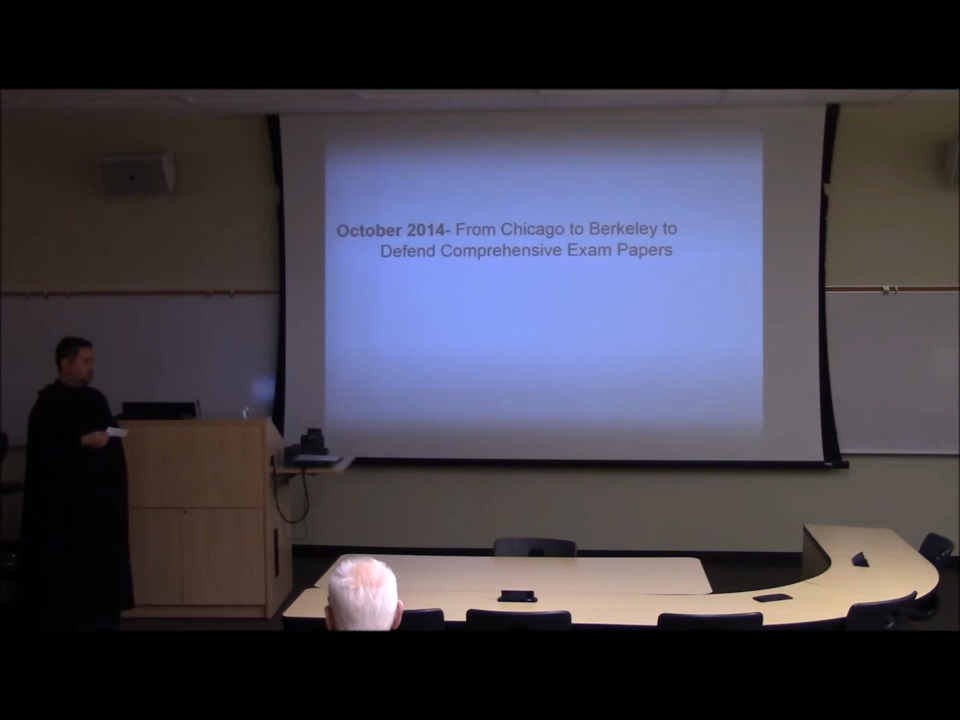 October 2014- From Chicago to Berkeley to
Defend Comprehensive Exam Papers